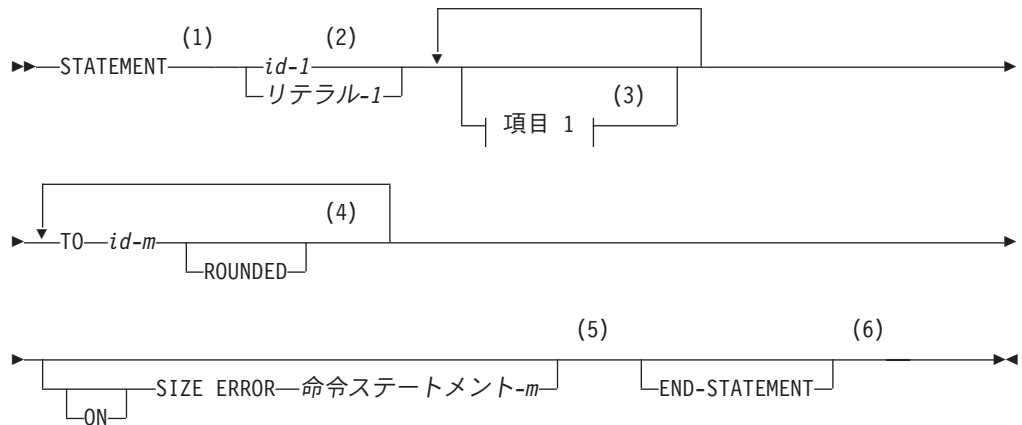 (1) (2)
STATEMENT id-1
リテラル-1 (3)
項目 1
(4)
TO id-m
ROUNDED
(5) (6)
SIZE ERROR 命令ステートメント-m END-STATEMENT
ON